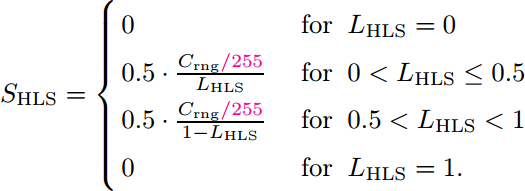 0 for L_HLS = 0
0.5 · (C_rng/255)/(L_HLS) for 0 < L_HLS ≤ 0.5
S_HLS = {
0.5 · (C_rng/255)/(1−L_HLS) for 0.5 < L_HLS < 1
0 for L_HLS = 1.